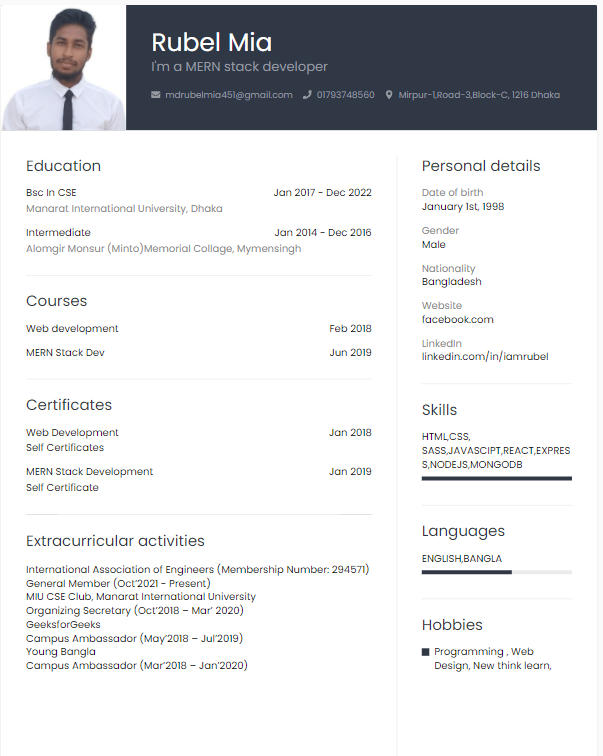 Rubel Mia
I'm a MERN stack developer
mdrubelmia451@gmail.com 01793748560 Mirpur-1,Road-3,Block-C, 1216 Dhaka
Education
Bsc In CSE Jan 2017 - Dec 2022
Manarat International University, Dhaka
Intermediate Jan 2014 - Dec 2016
Alomgir Monsur (Minto)Memorial Collage, Mymensingh
Courses
Web development Feb 2018
MERN Stack Dev Jun 2019
Certificates
Web Development Jan 2018
Self Certificates
MERN Stack Development Jan 2019
Self Certificate
Extracurricular activities
International Association of Engineers (Membership Number: 294571)
General Member (Oct’2021 - Present)
MIU CSE Club, Manarat International University
Organizing Secretary (Oct’2018 – Mar’ 2020)
GeeksforGeeks
Campus Ambassador (May’2018 – Jul’2019)
Young Bangla
Campus Ambassador (Mar’2018 – Jan’2020)
Personal details
Date of birth
January 1st, 1998
Gender
Male
Nationality
Bangladesh
Website
facebook.com
LinkedIn
linkedin.com/in/iamrubel
Skills
HTML,CSS,
SASS,JAVASCIPT,REACT,EXPRES
S,NODEJS,MONGODB
Languages
ENGLISH,BANGLA
Hobbies
Programming , Web
Design, New think learn,